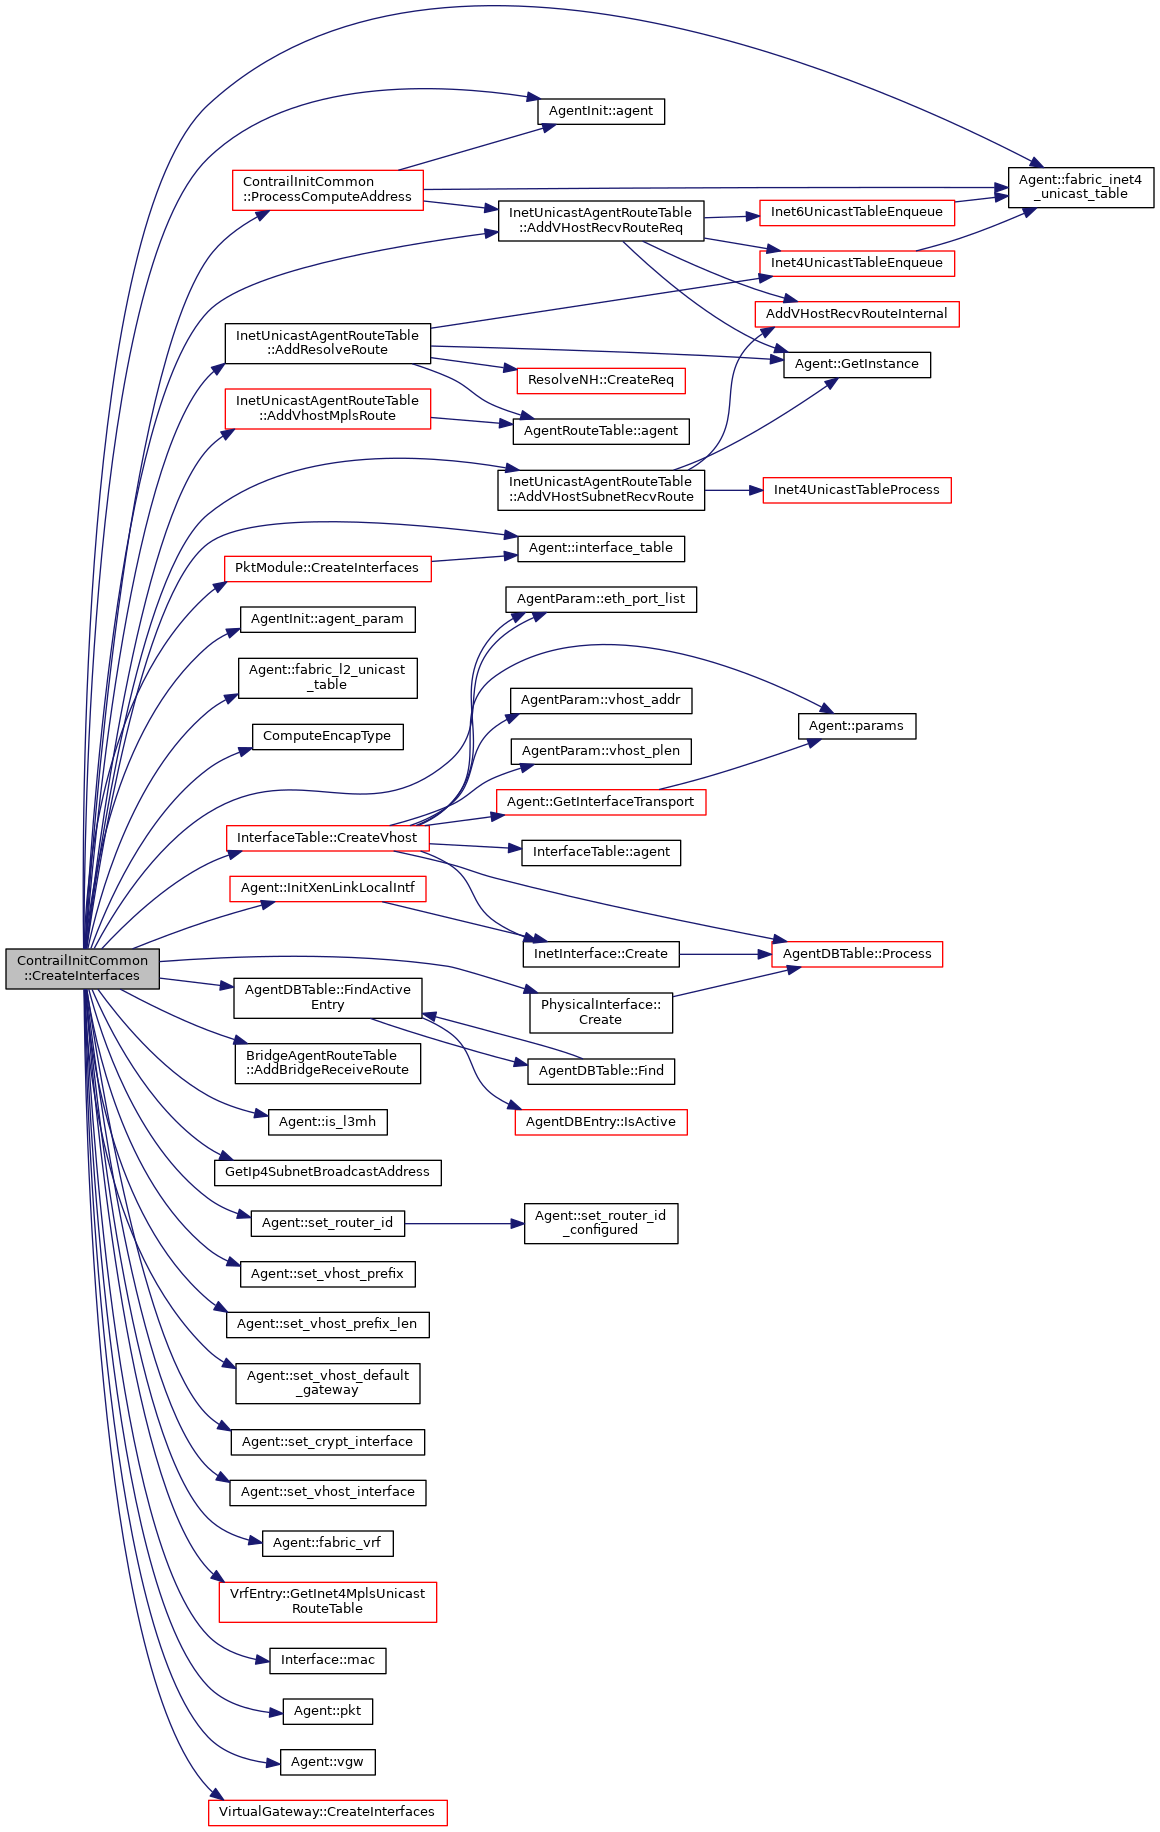 AgentInit::agent
Agent::fabric_inet4
_unicast_table
ContrailInitCommon
::ProcessComputeAddress
InetUnicastAgentRouteTable
::AddVHostRecvRouteReq
Inet6UnicastTableEnqueue
Inet4UnicastTableEnqueue
AddVHostRecvRouteInternal
InetUnicastAgentRouteTable
::AddResolveRoute
Agent::GetInstance
ResolveNH::CreateReq
InetUnicastAgentRouteTable
::AddVhostMplsRoute
AgentRouteTable::agent
InetUnicastAgentRouteTable
::AddVHostSubnetRecvRoute
Inet4UnicastTableProcess
Agent::interface_table
PktModule::CreateInterfaces
AgentParam::eth_port_list
AgentInit::agent_param
Agent::fabric_l2_unicast
_table
AgentParam::vhost_addr
Agent::params
ComputeEncapType
AgentParam::vhost_plen
Agent::GetInterfaceTransport
InterfaceTable::CreateVhost
InterfaceTable::agent
Agent::InitXenLinkLocalIntf
InetInterface::Create
AgentDBTable::Process
ContrailInitCommon
::CreateInterfaces
AgentDBTable::FindActive
Entry
PhysicalInterface::
Create
BridgeAgentRouteTable
::AddBridgeReceiveRoute
AgentDBTable::Find
Agent::is_l3mh
AgentDBEntry::IsActive
GetIp4SubnetBroadcastAddress
Agent::set_router_id
Agent::set_router_id
_configured
Agent::set_vhost_prefix
Agent::set_vhost_prefix_len
Agent::set_vhost_default
_gateway
Agent::set_crypt_interface
Agent::set_vhost_interface
Agent::fabric_vrf
VrfEntry::GetInet4MplsUnicast
RouteTable
Interface::mac
Agent::pkt
Agent::vgw
VirtualGateway::CreateInterfaces